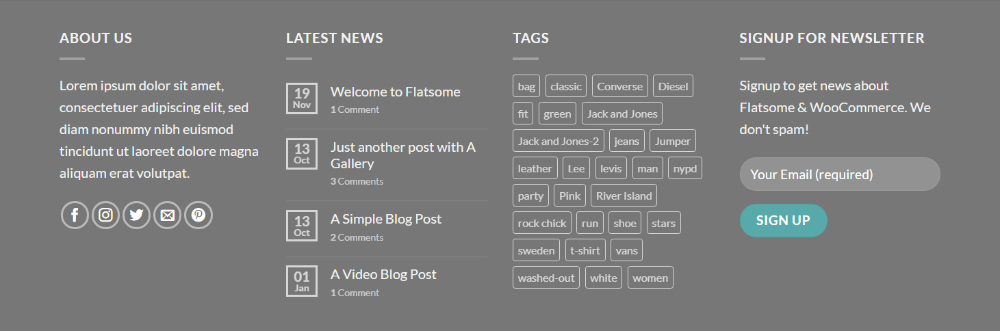 ABOUT US
Lorem ipsum dolor sit amet,
consectetuer adipiscing elit, sed
diam nonummy nibh euismod
tincidunt ut laoreet dolore magna
aliquam erat volutpat.
LATEST NEWS
19
Nov
Welcome to Flatsome
1 Comment
13
Oct
Just another post with A
Gallery
3 Comments
13
Oct
A Simple Blog Post
2 Comments
01
Jan
A Video Blog Post
1 Comment
TAGS
bag classic Converse Diesel
fit green Jack and Jones
Jack and Jones-2 jeans Jumper
leather Lee levis man nypd
party Pink River Island
rock chick run shoe stars
sweden t-shirt vans
washed-out white women
SIGNUP FOR NEWSLETTER
Signup to get news about
Flatsome & WooCommerce. We
don't spam!
Your Email (required)
SIGN UP